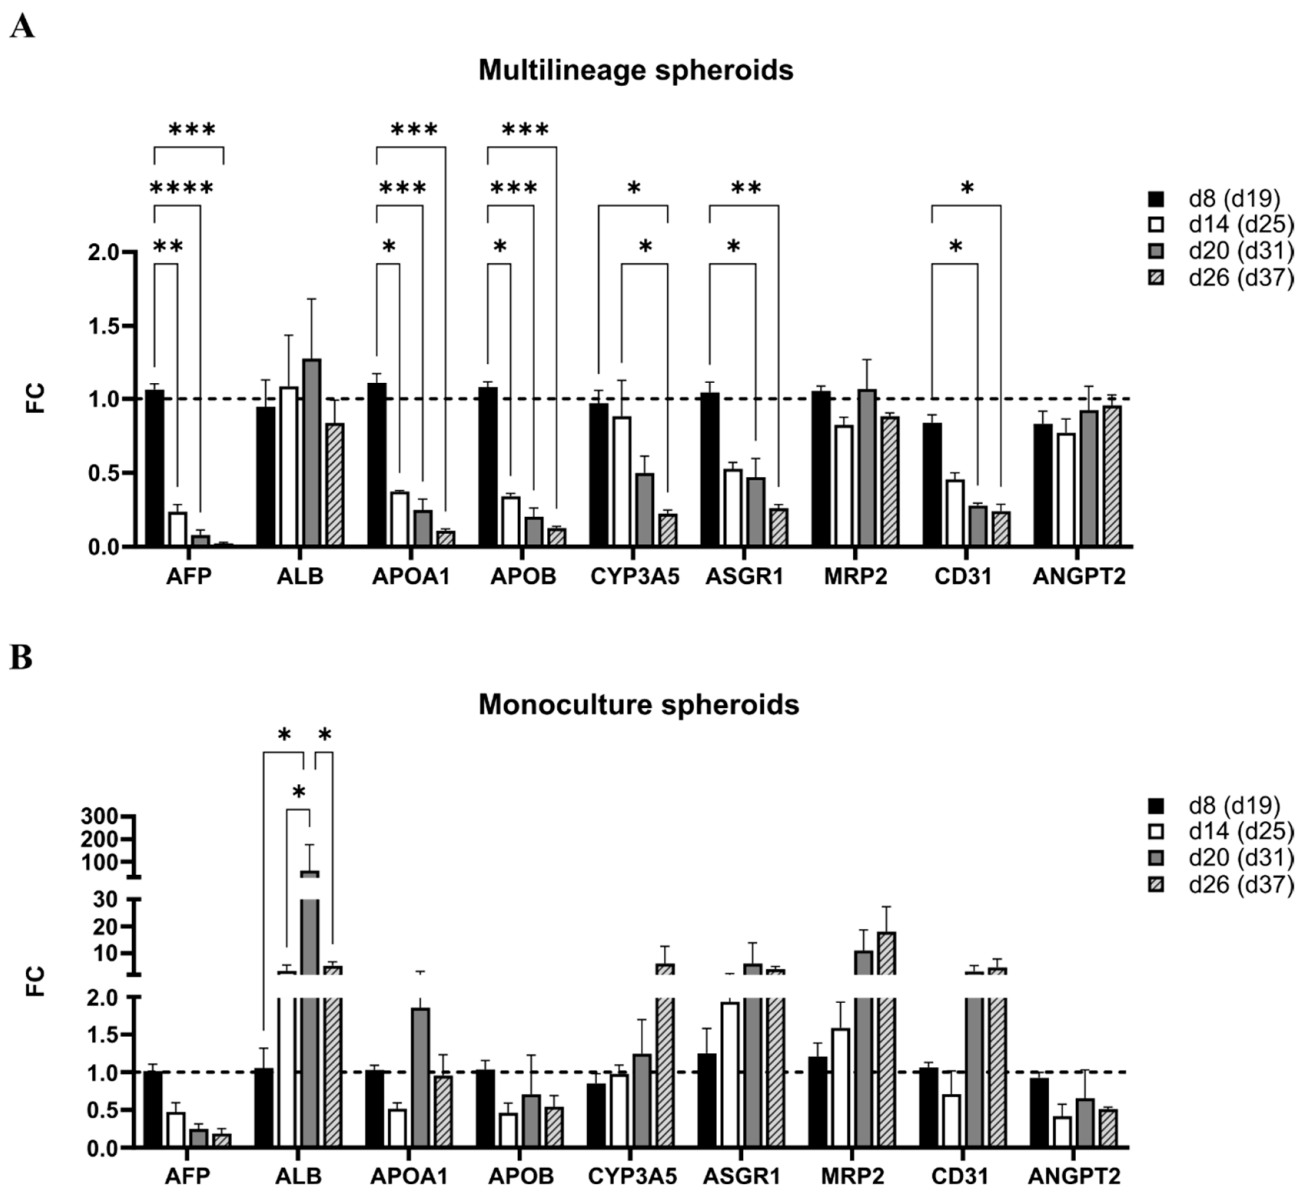 A
Multilineage spheroids
*** *** ***
**** *** *** * ** *
** * * * * *
d8 (d19)
d14 (d25)
d20 (d31)
d26 (d37)
FC
2.0
1.5
1.0
0.5
0.0
AFP ALB APOA1 APOB CYP3A5 ASGR1 MRP2 CD31 ANGPT2
B
Monoculture spheroids
* *
*
d8 (d19)
d14 (d25)
d20 (d31)
d26 (d37)
FC
300
200
100
30
20
10
2.0
1.5
1.0
0.5
0.0
AFP ALB APOA1 APOB CYP3A5 ASGR1 MRP2 CD31 ANGPT2